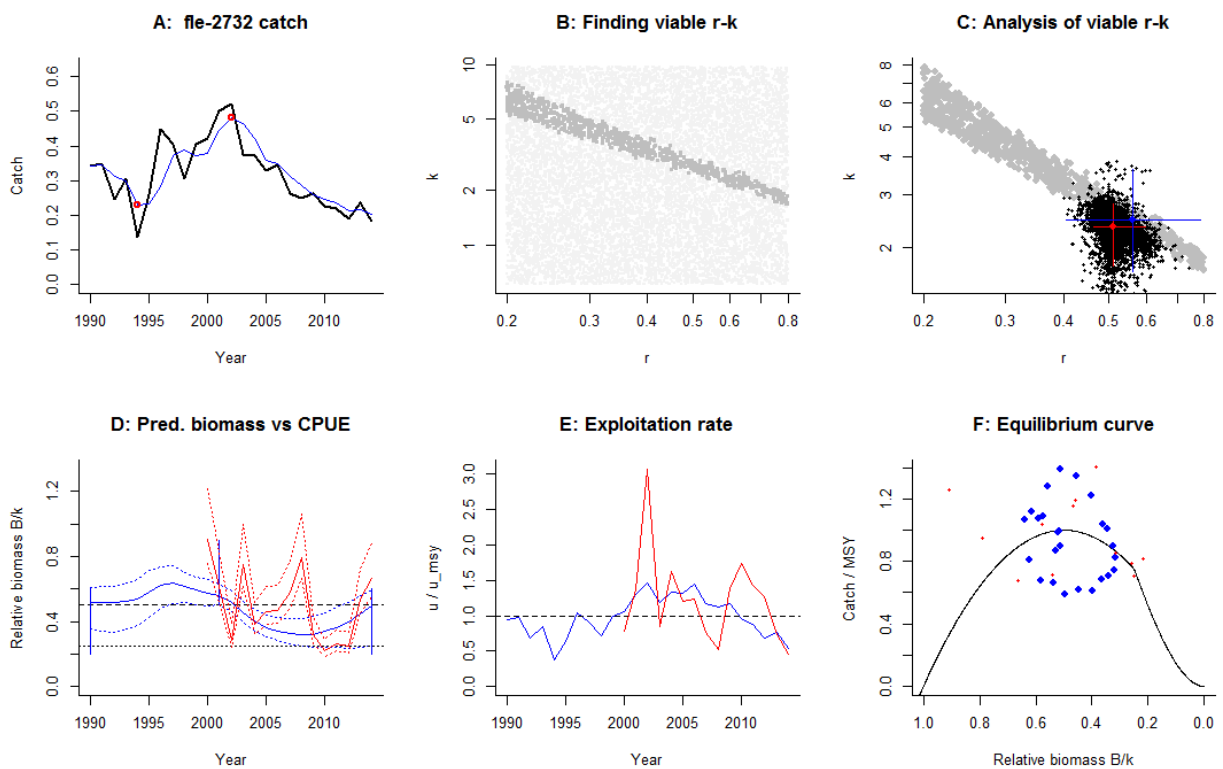 A: fle-2732 catch
Catch
0.0 0.1 0.2 0.3 0.4 0.5 0.6
1990 1995 2000 2005 2010
Year
B: Finding viable r-k
k
1 2 5 10
0.2 0.3 0.4 0.5 0.6 0.8
r
C: Analysis of viable r-k
k
2 3 4 5 8
0.2 0.3 0.4 0.5 0.6 0.8
r
D: Pred. biomass vs CPUE
Relative biomass B/k
0.0 0.4 0.8 1.2
1990 1995 2000 2005 2010
Year
E: Exploitation rate
u / u_msy
0.0 0.5 1.0 1.5 2.0 2.5 3.0
1990 1995 2000 2005 2010
Year
F: Equilibrium curve
Catch / MSY
0.0 0.4 0.8 1.2
1.0 0.8 0.6 0.4 0.2 0.0
Relative biomass B/k